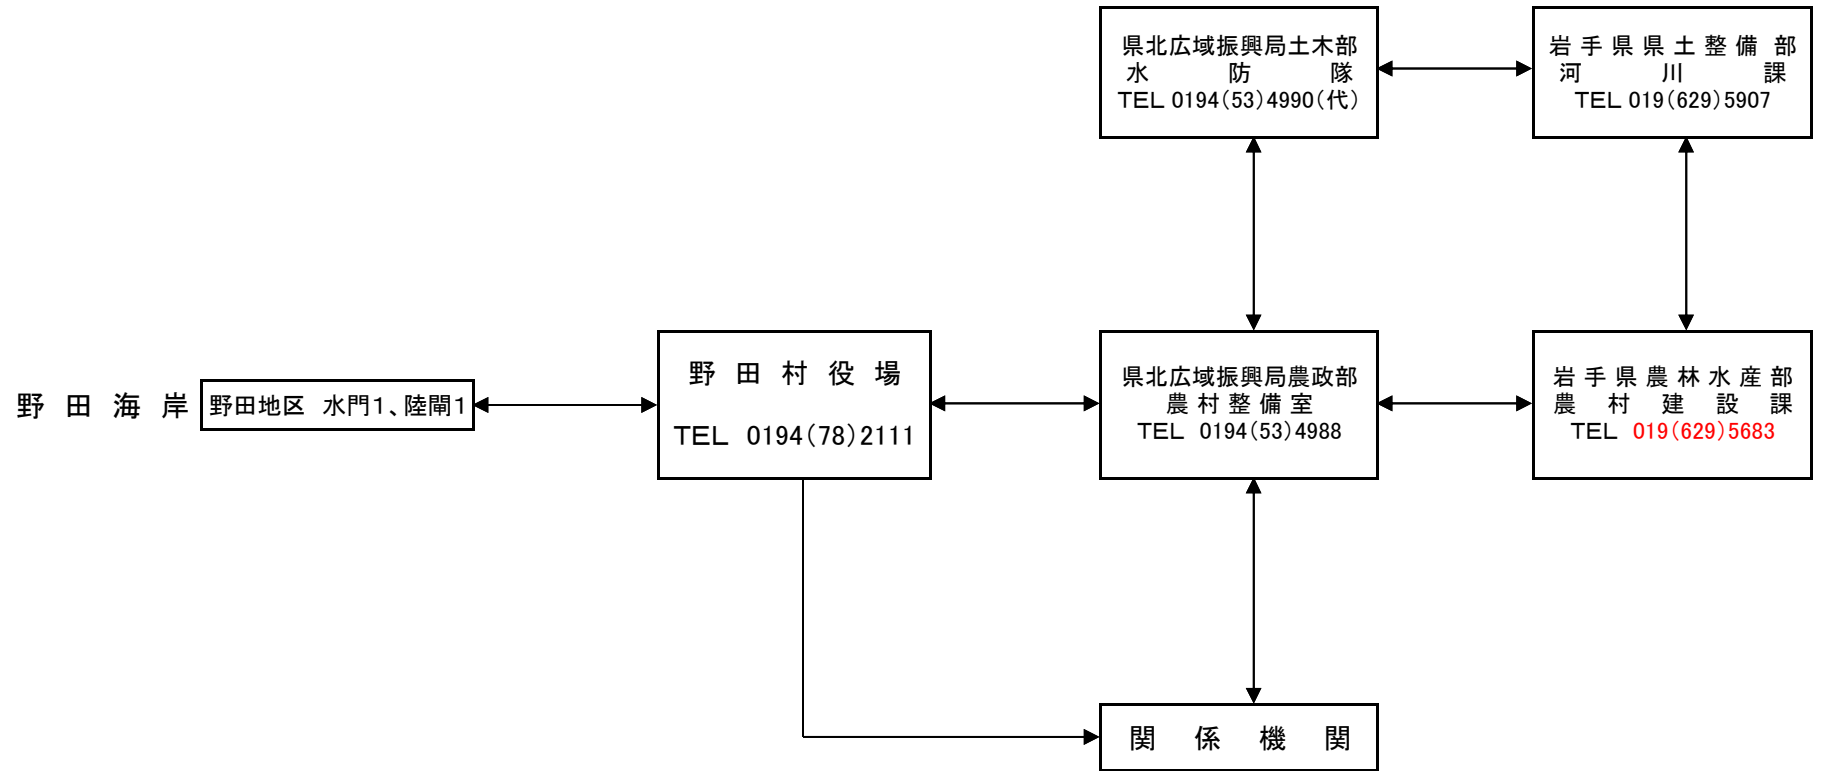 県北広域振興局土木部
水防隊
TEL 0194(53)4990(代)
岩手県県土整備部
河川課
TEL 019(629)5907
野田海岸
野田地区　水門1、陸閘1
野田村役場
TEL 0194(78)2111
県北広域振興局農政部
農村整備室
TEL 0194(53)4988
岩手県農林水産部
農村建設課
TEL 019(629)5683
関係機関